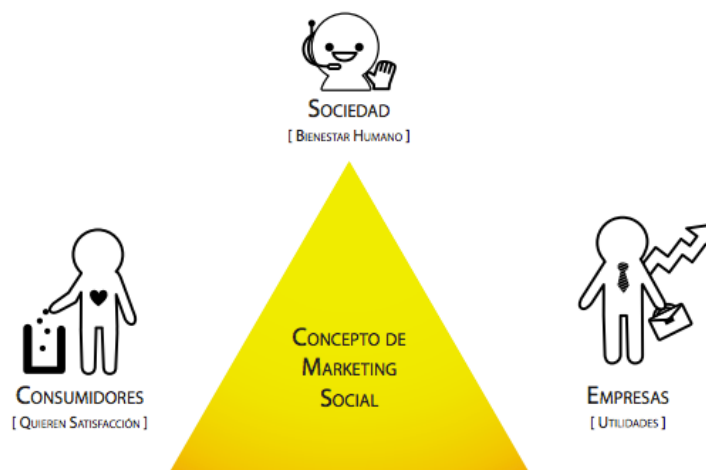 SOCIEDAD
[ BIENESTAR HUMANO ]
CONCEPTO DE
MARKETING
SOCIAL
CONSUMIDORES
[ QUIEREN SATISFACCIÓN ]
EMPRESAS
[ UTILIDADES ]